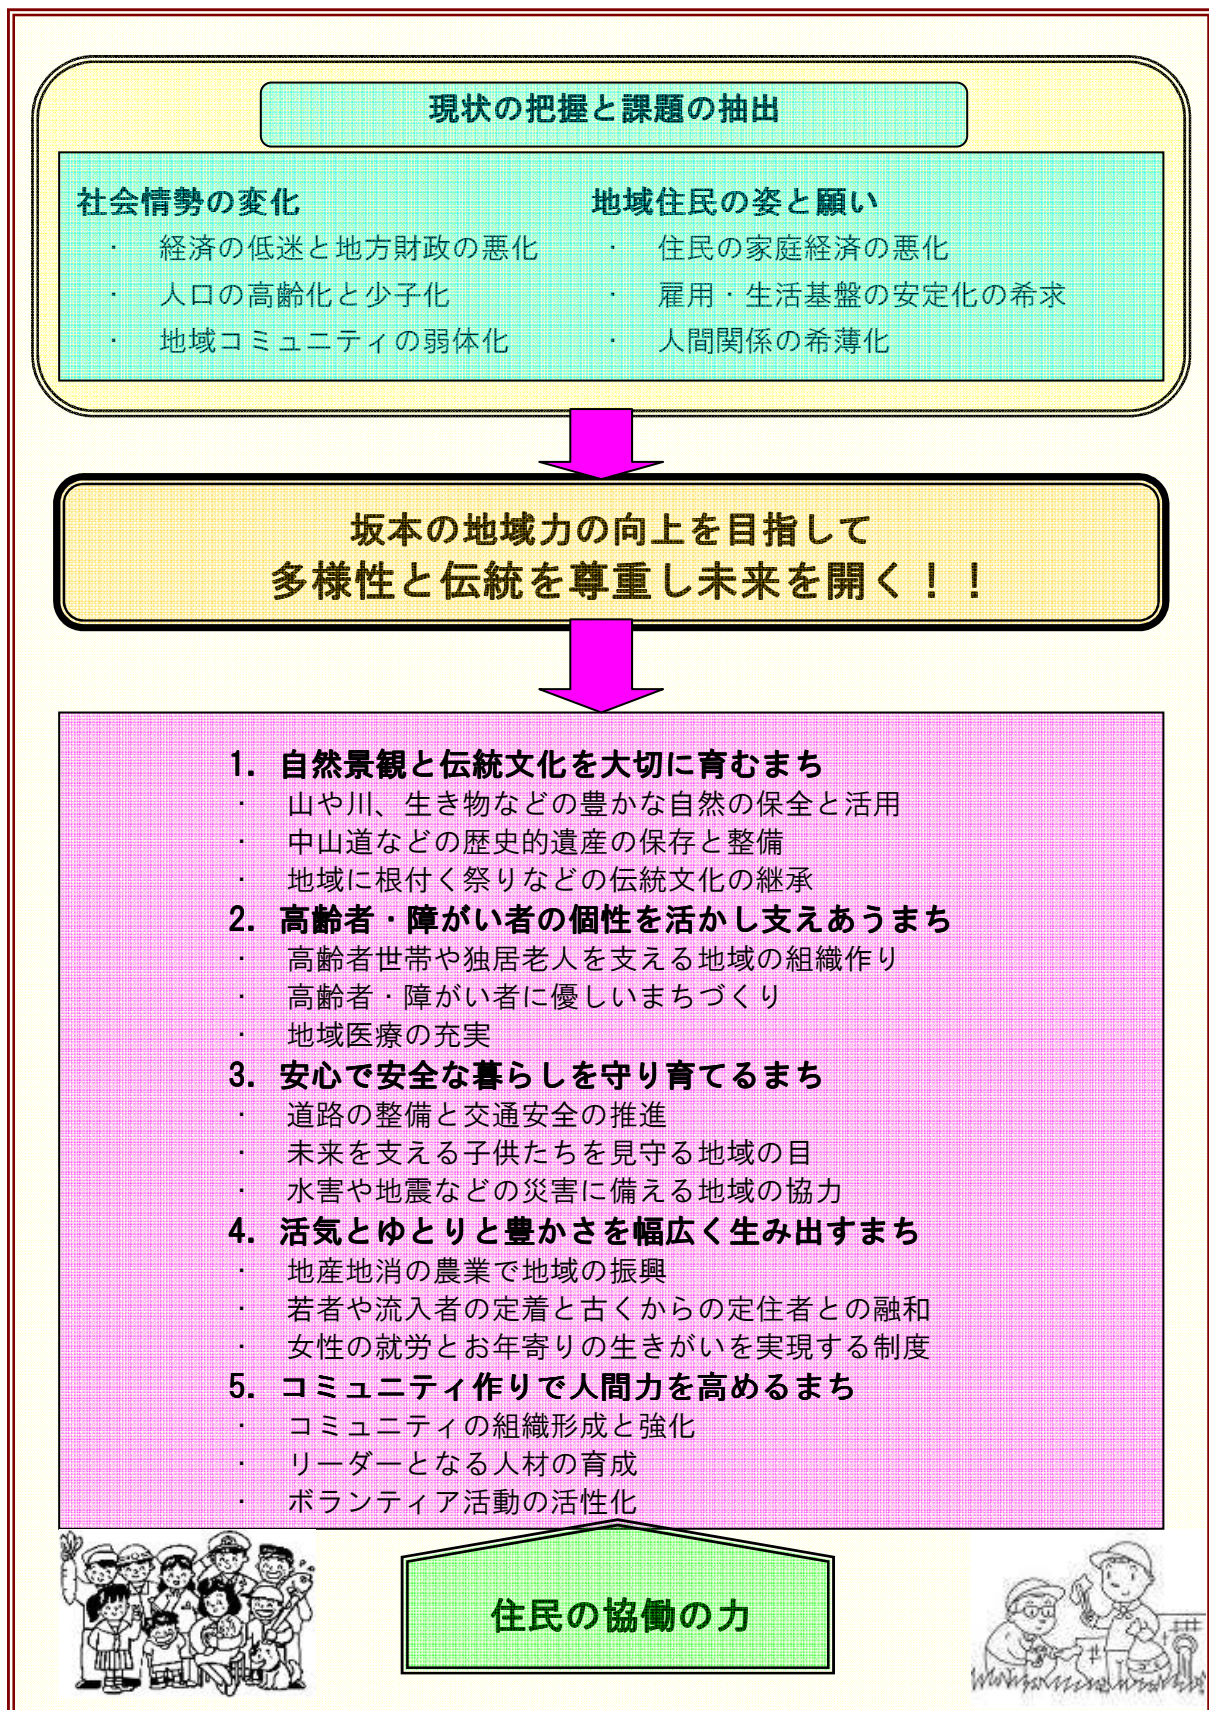 現状の把握と課題の抽出
社会情勢の変化
・ 経済の低迷と地方財政の悪化
・ 人口の高齢化と少子化
・ 地域コミュニティの弱体化
地域住民の姿と願い
・ 住民の家庭経済の悪化
・ 雇用・生活基盤の安定化の希求
・ 人間関係の希薄化
坂本の地域力の向上を目指して
多様性と伝統を尊重し未来を開く！！
1. 自然景観と伝統文化を大切に育むまち
・ 山や川、生き物などの豊かな自然の保全と活用
・ 中山道などの歴史的遺産の保存と整備
・ 地域に根付く祭りなどの伝統文化の継承
2. 高齢者・障がい者の個性を活かし支えあうまち
・ 高齢者世帯や独居老人を支える地域の組織作り
・ 高齢者・障がい者に優しいまちづくり
・ 地域医療の充実
3. 安心で安全な暮らしを守り育てるまち
・ 道路の整備と交通安全の推進
・ 未来を支える子供たちを見守る地域の目
・ 水害や地震などの災害に備える地域の協力
4. 活気とゆとりと豊かさを幅広く生み出すまち
・ 地産地消の農業で地域の振興
・ 若者や流入者の定着と古くからの定住者との融和
・ 女性の就労とお年寄りの生きがいを実現する制度
5. コミュニティ作りで人間力を高めるまち
・ コミュニティの組織形成と強化
・ リーダーとなる人材の育成
・ ボランティア活動の活性化
住民の協働の力